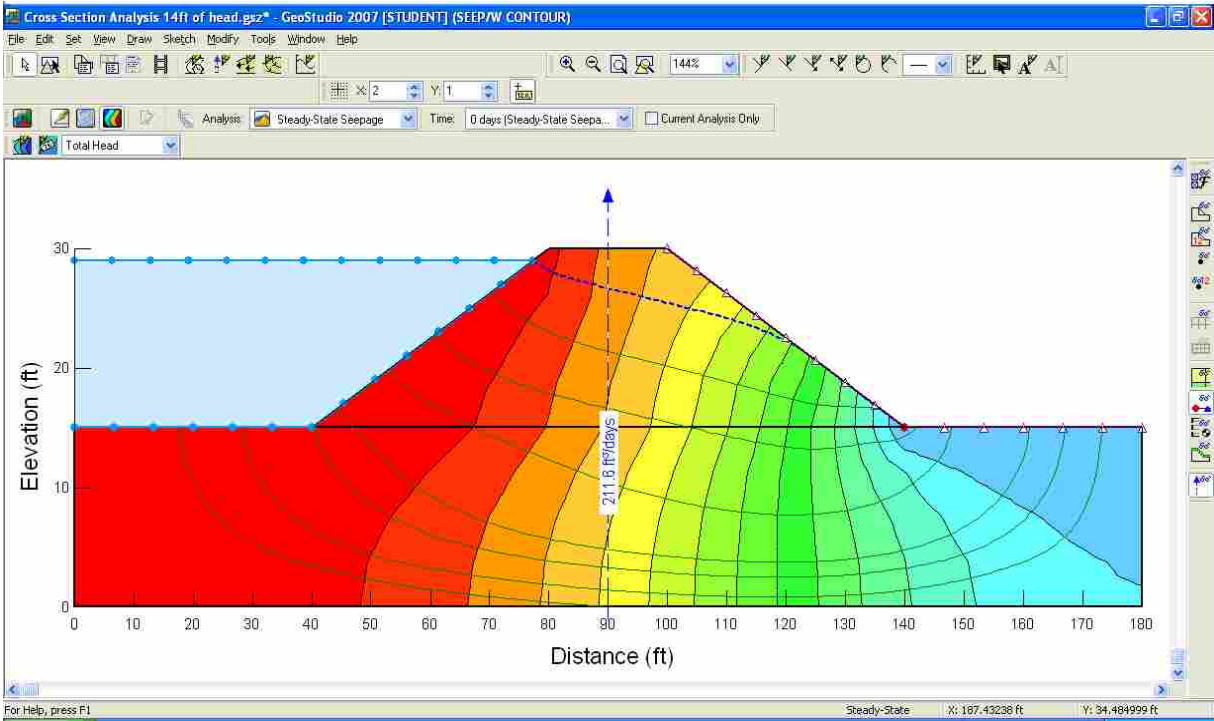 Cross Section Analysis 14ft of head.gsz* - GeoStudio 2007 [STUDENT] (SEEP/W CONTOUR)
File Edit Set View Draw Sketch Modify Tools Window Help
144%
X: 2 Y: 1
Analysis: Steady-State Seepage Time: 0 days (Steady-State Seepa... Current Analysis Only
Total Head
30
20
10
0
Elevation (ft)
211.6 ft³/days
0 10 20 30 40 50 60 70 80 90 100 110 120 130 140 150 160 170 180
Distance (ft)
For Help, press F1 Steady-State X: 187.43238 ft Y: 34.484999 ft